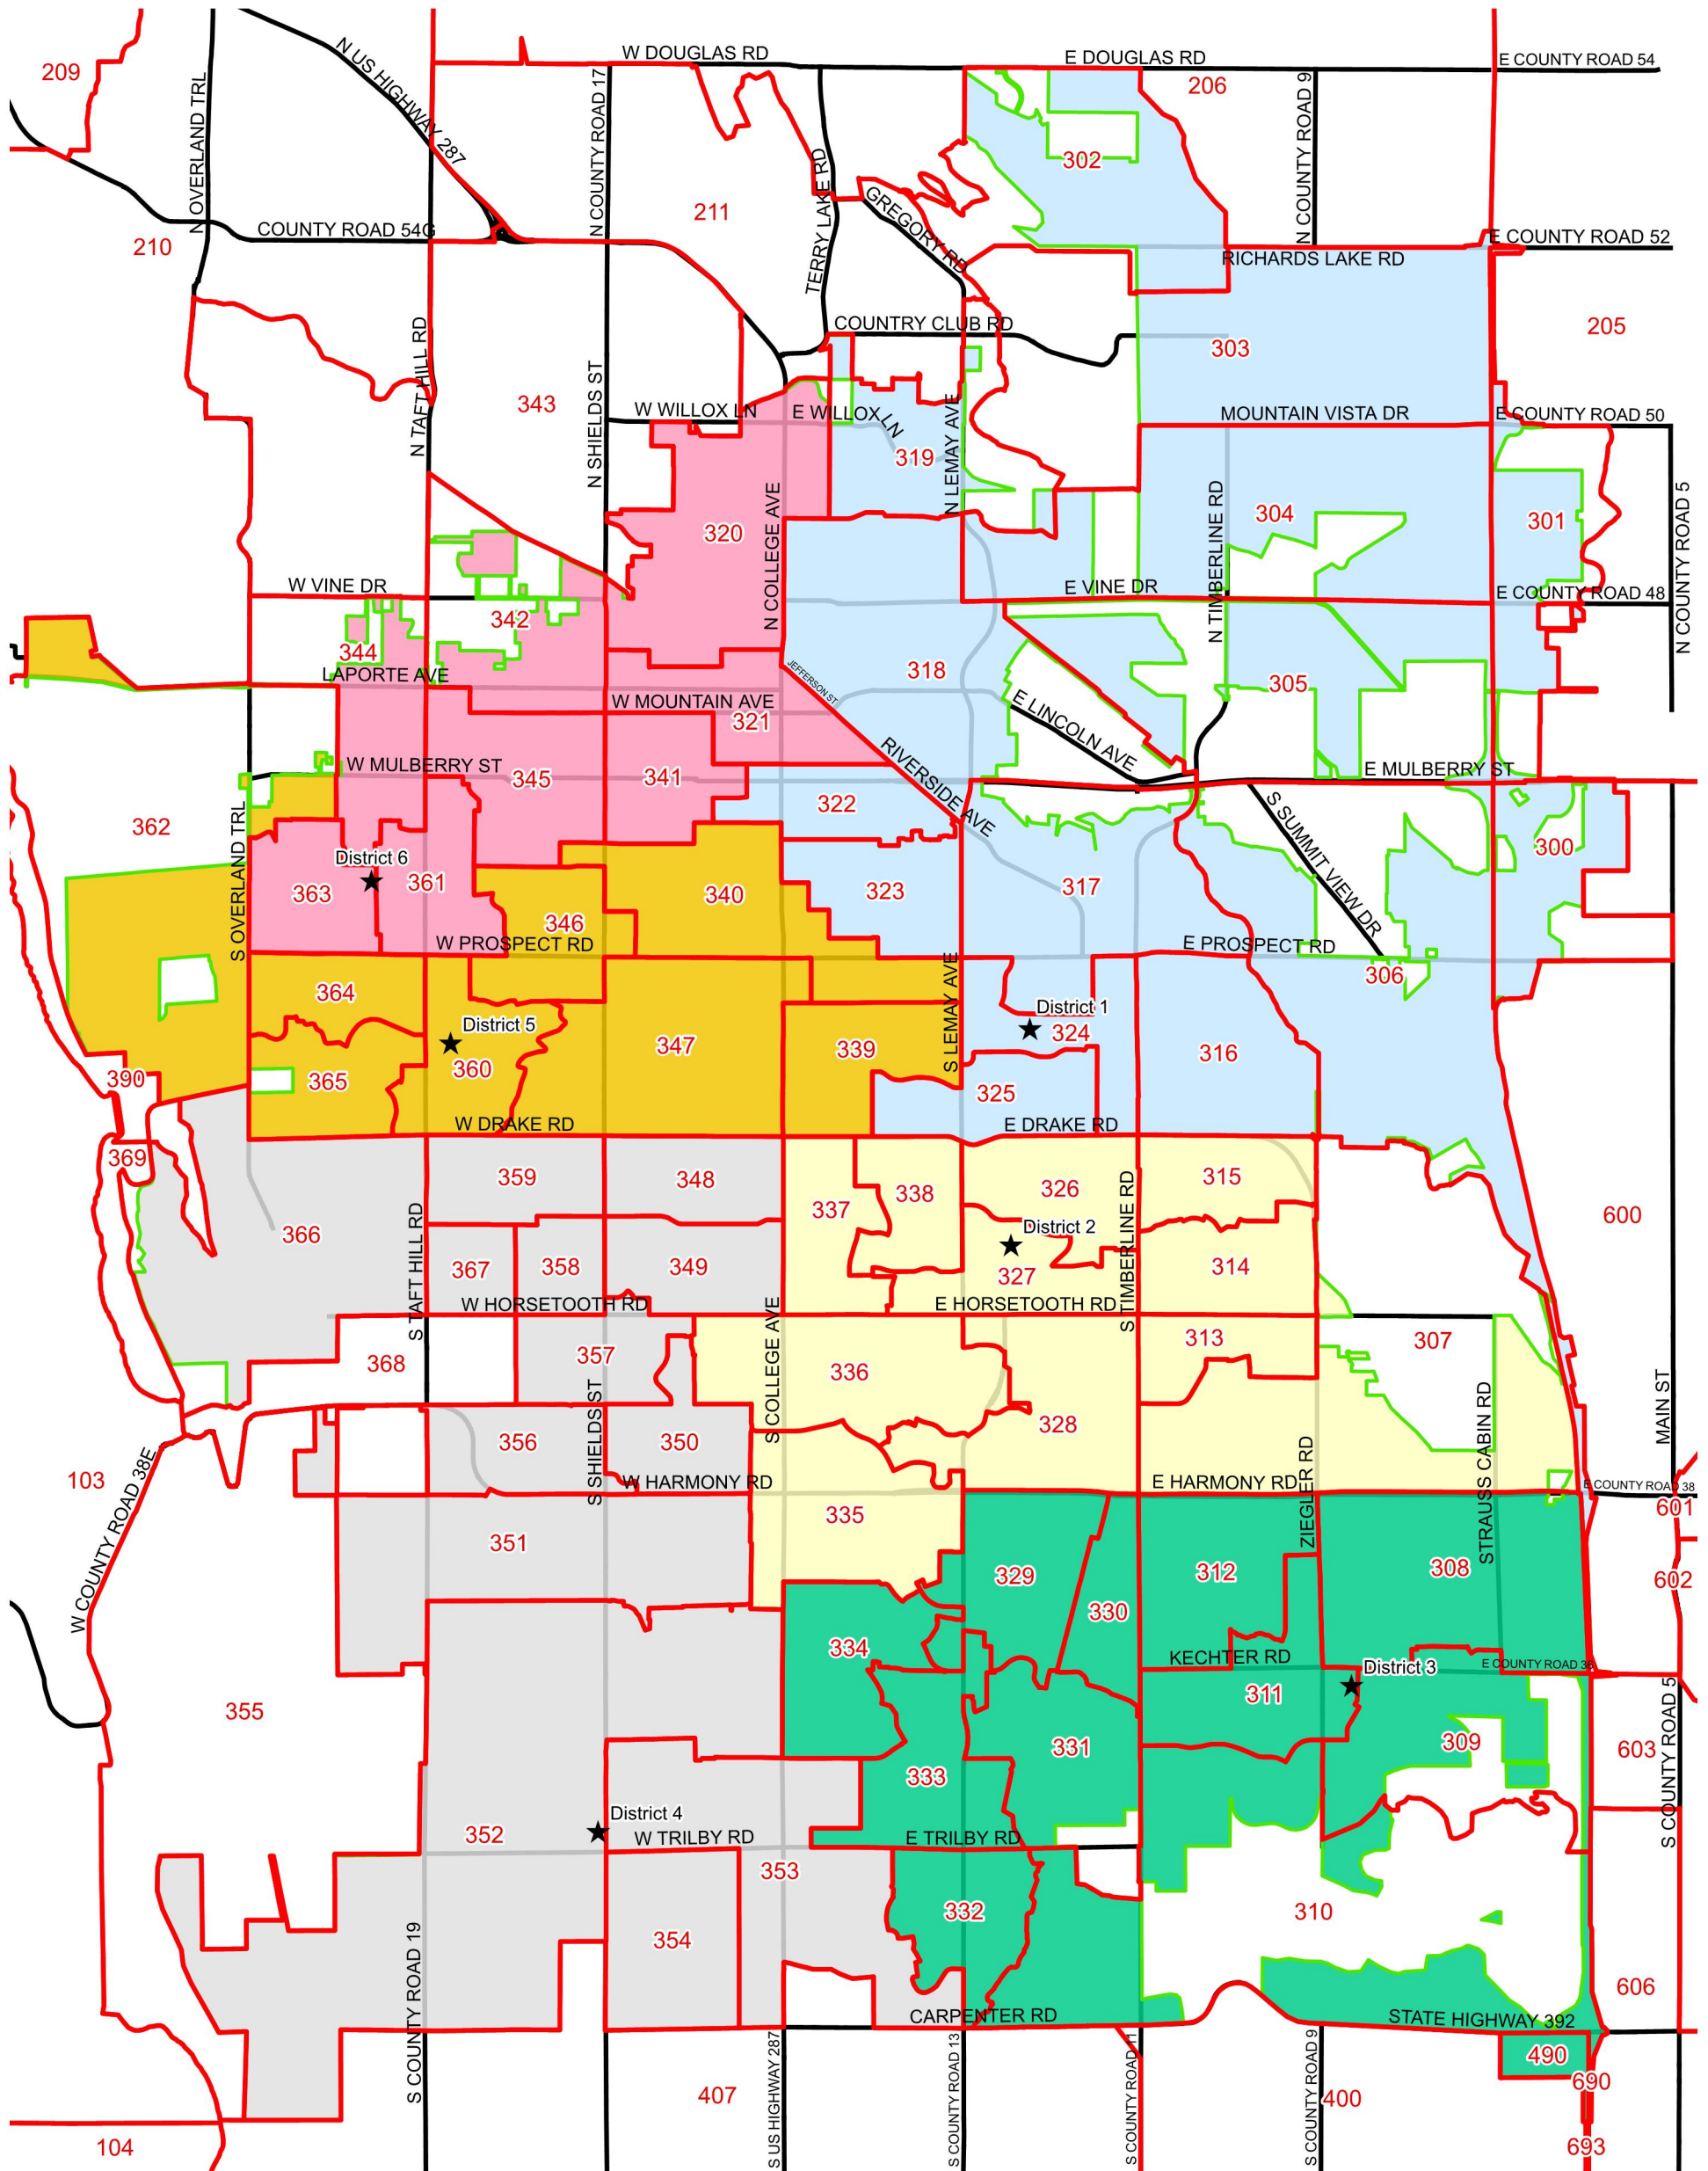 W DOUGLAS RD
E DOUGLAS RD
E COUNTY ROAD 54
209
N US HIGHWAY 287
N OVERLAND TRL
N COUNTY ROAD 17
206
N COUNTY ROAD 9
302
TERRY LAKE RD
GREGORY RD
211
210
COUNTY ROAD 54G
E COUNTY ROAD 52
RICHARDS LAKE RD
COUNTRY CLUB RD
205
303
N TAFT HILL RD
343
N SHIELDS ST
W WILLOX LN
E WILLOX LN
N LEMAY AVE
MOUNTAIN VISTA DR
E COUNTY ROAD 50
319
N COLLEGE AVE
N TIMBERLINE RD
304
301
N COUNTY ROAD 5
320
W VINE DR
E VINE DR
E COUNTY ROAD 48
342
344
LAPORTE AVE
JEFFERSON ST
318
305
W MOUNTAIN AVE
321
E LINCOLN AVE
RIVERSIDE AVE
W MULBERRY ST
345
341
E MULBERRY ST
322
362
S OVERLAND TRL
S SUMMIT VIEW DR
300
District 6
363
361
340
323
317
346
W PROSPECT RD
E PROSPECT RD
306
S LEMAY AVE
364
District 5
District 1
324
360
347
339
316
390
365
325
W DRAKE RD
E DRAKE RD
369
359
348
338
326
315
337
S TIMBERLINE RD
600
S TAFT HILL RD
366
District 2
367
358
349
327
314
W HORSETOOTH RD
E HORSETOOTH RD
S COLLEGE AVE
313
307
368
357
336
S SHIELDS ST
STRAUSS CABIN RD
MAIN ST
328
356
350
103
W COUNTY ROAD 38E
W HARMONY RD
E HARMONY RD
ZIEGLER RD
E COUNTY ROAD 38
601
335
351
329
312
308
602
330
334
KECHTER RD
District 3
E COUNTY ROAD 36
311
355
S COUNTY ROAD 5
331
309
603
333
District 4
352
W TRILBY RD
E TRILBY RD
353
332
310
354
S COUNTY ROAD 19
606
CARPENTER RD
STATE HIGHWAY 392
490
S US HIGHWAY 287
S COUNTY ROAD 13
S COUNTY ROAD 11
S COUNTY ROAD 9
690
407
400
104
693